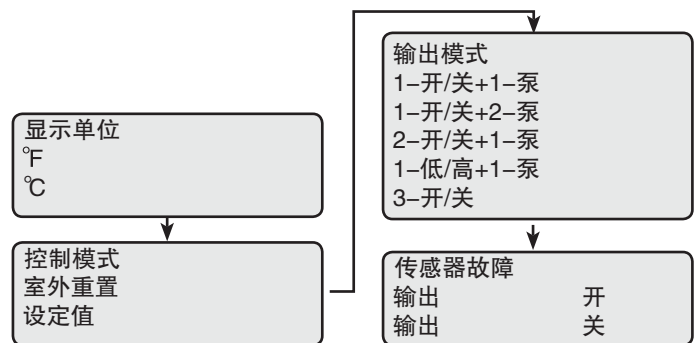 显示单位
°F
°C
控制模式
室外重置
设定值
输出模式
1–开/关+1–泵
1–开/关+2–泵
2–开/关+1–泵
1–低/高+1–泵
3–开/关
传感器故障
输出 开
输出 关